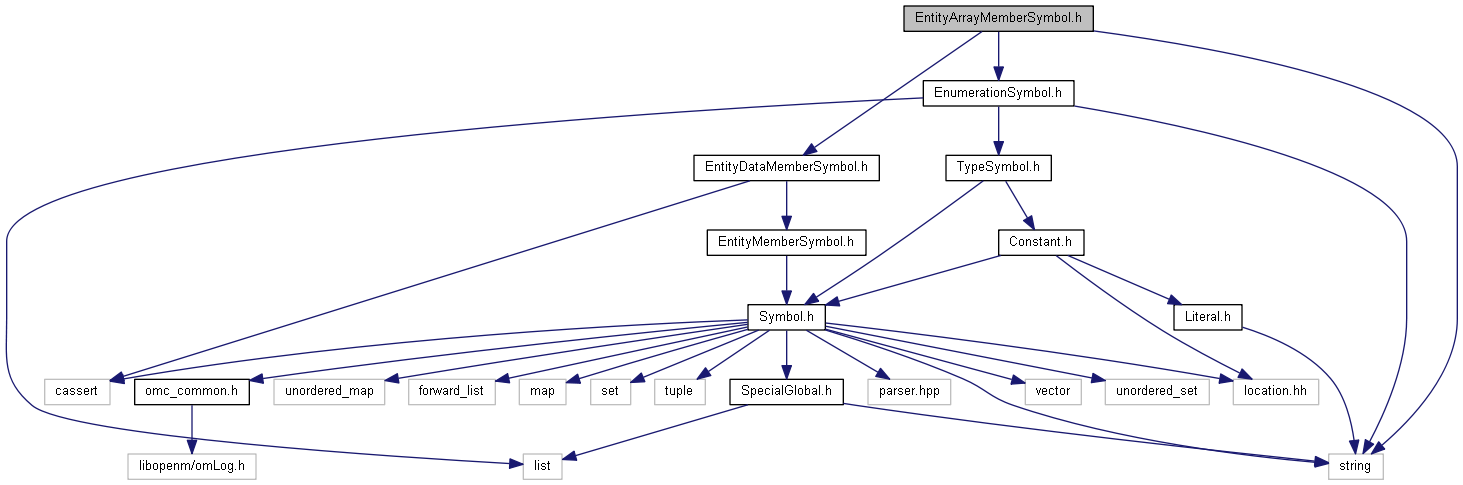 EntityArrayMemberSymbol.h
EnumerationSymbol.h
EntityDataMemberSymbol.h
TypeSymbol.h
EntityMemberSymbol.h
Constant.h
Symbol.h
Literal.h
cassert
omc_common.h
unordered_map
forward_list
map
set
tuple
SpecialGlobal.h
parser.hpp
vector
unordered_set
location.hh
libopenm/omLog.h
list
string